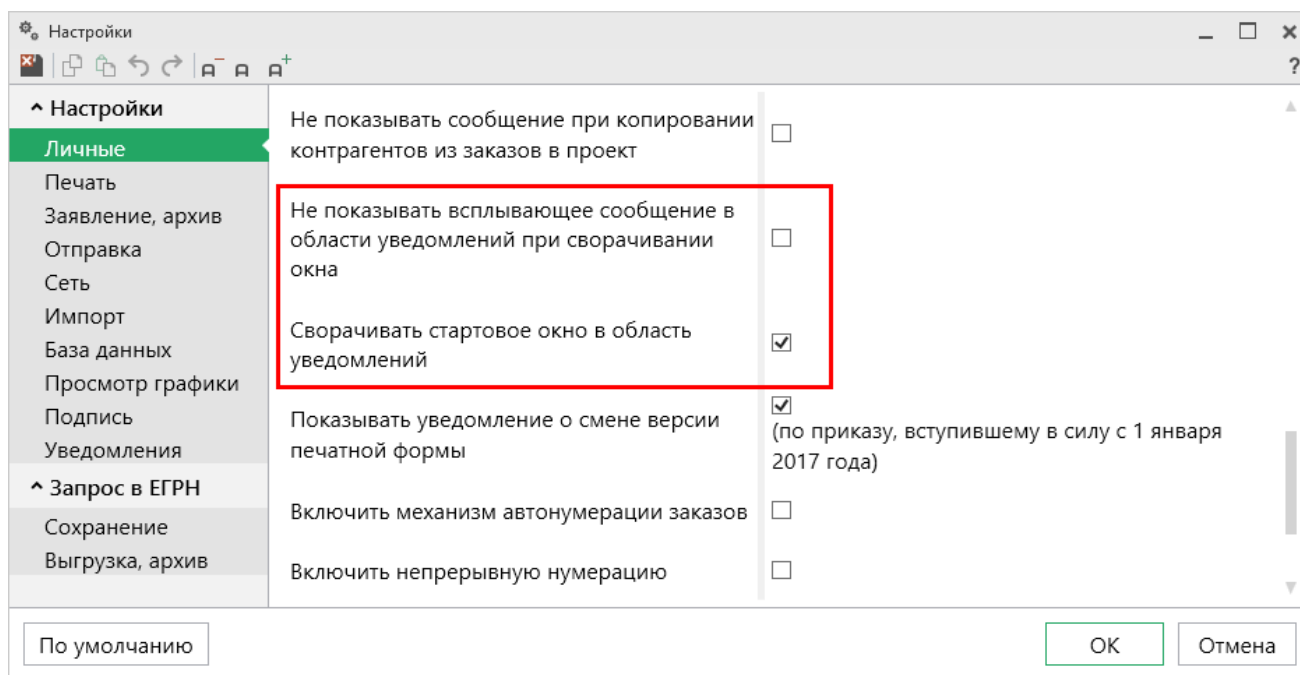 Настройки
?
Настройки
Личные
Печать
Заявление, архив
Отправка
Сеть
Импорт
База данных
Просмотр графики
Подпись
Уведомления
Запрос в ЕГРН
Сохранение
Выгрузка, архив
Не показывать сообщение при копировании
контрагентов из заказов в проект
Не показывать всплывающее сообщение в
области уведомлений при сворачивании
окна
Сворачивать стартовое окно в область
уведомлений
Показывать уведомление о смене версии
печатной формы
(по приказу, вступившему в силу с 1 января
2017 года)
Включить механизм автонумерации заказов
Включить непрерывную нумерацию
По умолчанию
ОК
Отмена